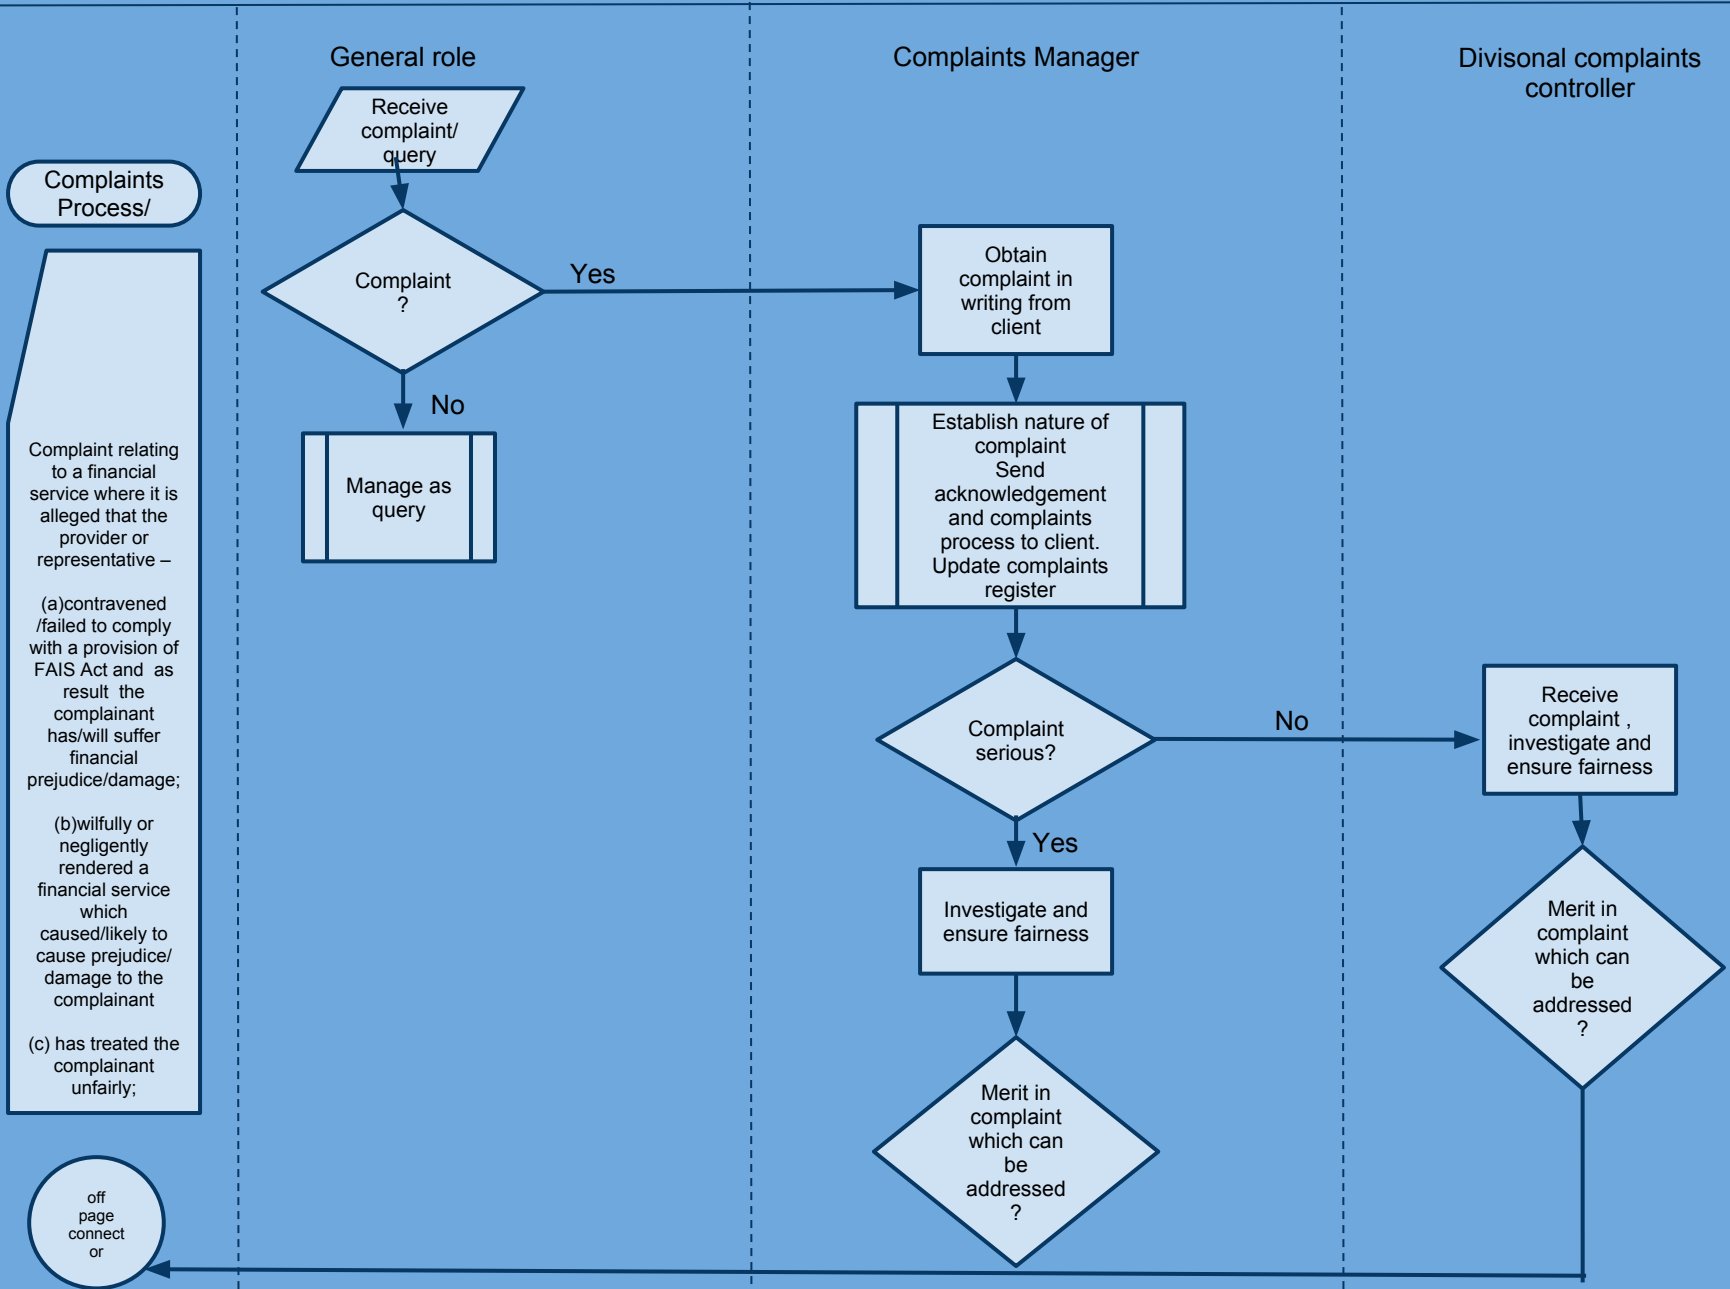 General role
Complaints Manager
Divisonal complaints
controller
Complaints
Process/
Complaint relating
to a financial
service where it is
alleged that the
provider or
representative –
(a)contravened
/failed to comply
with a provision of
FAIS Act and  as
result  the
complainant
has/will suffer
financial
prejudice/damage;
(b)wilfully or
negligently
rendered a
financial service
which
caused/likely to
cause prejudice/
damage to the
complainant
(c) has treated the
complainant
unfairly;
off
page
connect
or
Receive
complaint/
query
Complaint
?
Yes
No
Manage as
query
Obtain
complaint in
writing from
client
Establish nature of
complaint
Send
acknowledgement
and complaints
process to client.
Update complaints
register
Complaint
serious?
No
Yes
Investigate and
ensure fairness
Merit in
complaint
which can
be
addressed
?
Receive
complaint ,
investigate and
ensure fairness
Merit in
complaint
which can
be
addressed
?